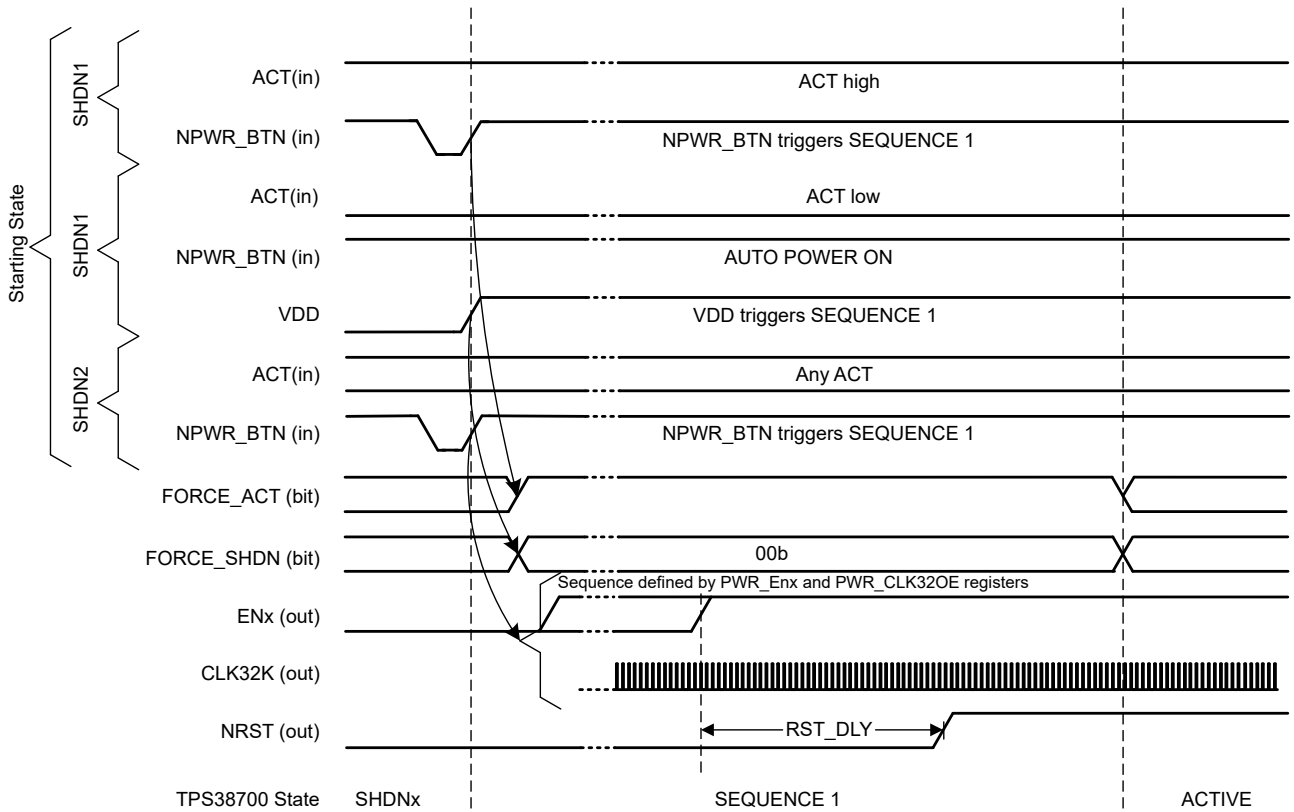 Starting State
SHDN1
SHDN1
SHDN2
ACT(in)
ACT high
NPWR_BTN (in)
NPWR_BTN triggers SEQUENCE 1
ACT(in)
ACT low
NPWR_BTN (in)
AUTO POWER ON
VDD
VDD triggers SEQUENCE 1
ACT(in)
Any ACT
NPWR_BTN (in)
NPWR_BTN triggers SEQUENCE 1
FORCE_ACT (bit)
FORCE_SHDN (bit)
00b
Sequence defined by PWR_Enx and PWR_CLK32OE registers
ENx (out)
CLK32K (out)
NRST (out)
RST_DLY
TPS38700 State
SHDNx
SEQUENCE 1
ACTIVE